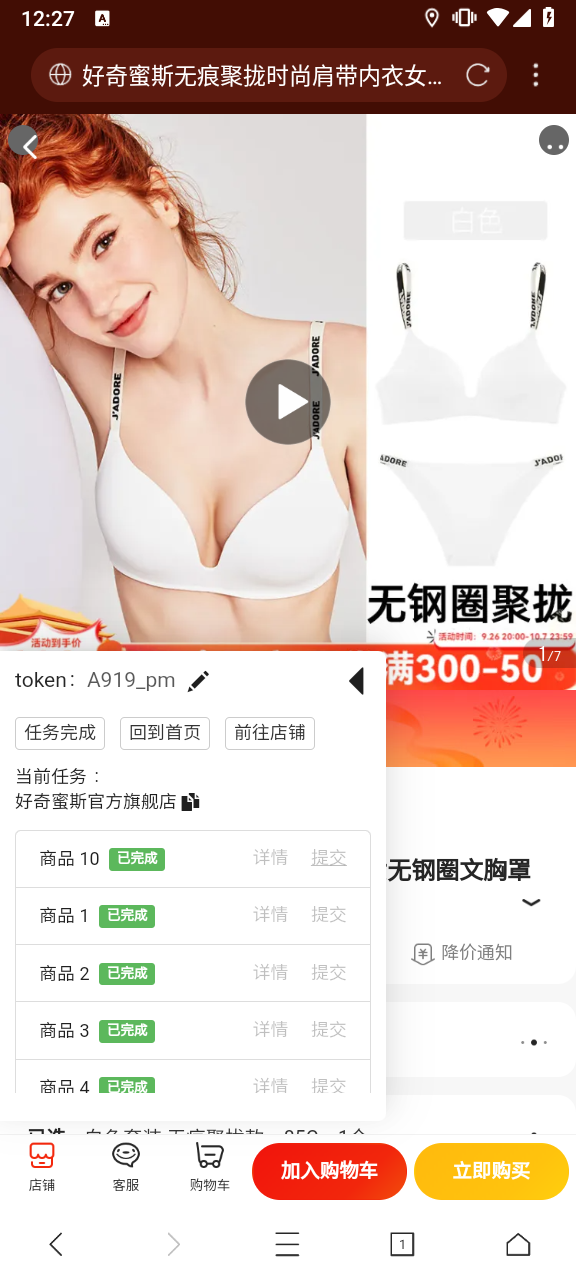 12:27
好奇蜜斯无痕聚拢时尚肩带内衣女...
白色
J'ADORE
J'ADORE
J'ADORE
J'ADORE
J'ADORE
无钢圈聚拢
活动到手价
活动时间：9.26 20:00-10.7 23:59
满300-50
1/7
token： A919_pm
任务完成
回到首页
前往店铺
当前任务：
好奇蜜斯官方旗舰店
商品 10 已完成 详情 提交
商品 1 已完成 详情 提交
无钢圈文胸罩
商品 2 已完成 详情 提交
降价通知
商品 3 已完成 详情 提交
商品 4 已完成 详情 提交
店铺
客服
购物车
加入购物车
立即购买
1